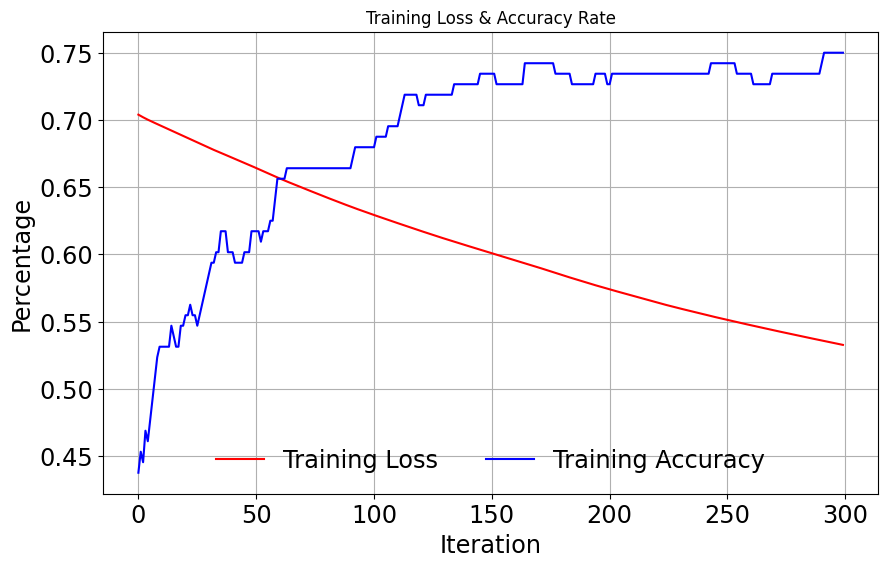 Training Loss & Accuracy Rate
0.75
0.70
0.65
0.60
0.55
0.50
0.45
Percentage
Training Loss Training Accuracy
0 50 100 150 200 250 300
Iteration